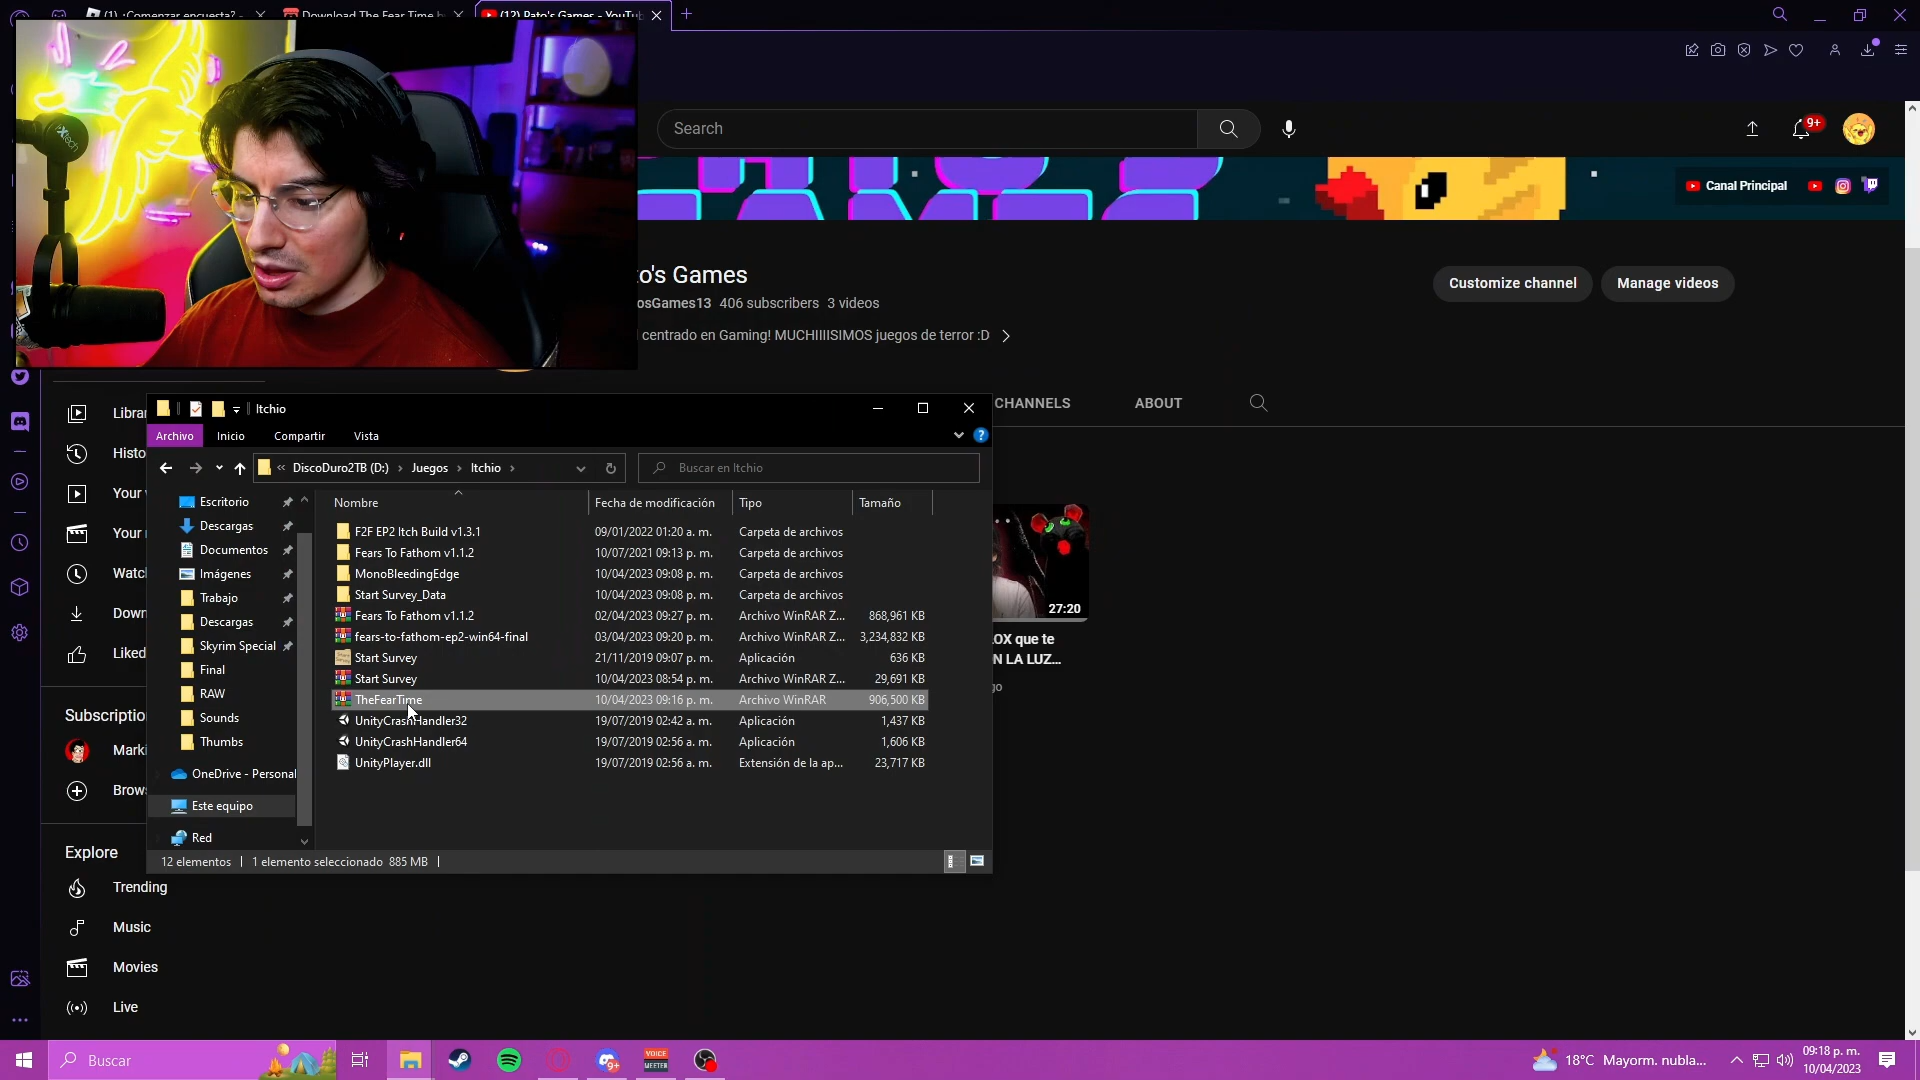 (1) ¿Comenzar encuesta? -
Download The Fear Time b
(12) Pato's Games - YouTub
xtech
Search
9+
Canal Principal
o's Games
osGames13 406 subscribers 3 videos
centrado en Gaming! MUCHIIIISIMOS juegos de terror :D
Customize channel
Manage videos
CHANNELS
ABOUT
Librar
Histo
Your v
Your
Watc
Down
Liked
Subscriptio
Marki
Brow
Explore
Trending
Music
Movies
Live
Itchio
Archivo
Inicio
Compartir
Vista
« DiscoDuro2TB (D:) > Juegos > Itchio >
Buscar en Itchio
Escritorio
Descargas
Documentos
Imágenes
Trabajo
Descargas
Skyrim Special
Final
RAW
Sounds
Thumbs
OneDrive - Personal
Este equipo
Red
Nombre Fecha de modificación Tipo Tamaño
F2F EP2 Itch Build v1.3.1 09/01/2022 01:20 a. m. Carpeta de archivos
Fears To Fathom v1.1.2 10/07/2021 09:13 p. m. Carpeta de archivos
MonoBleedingEdge 10/04/2023 09:08 p. m. Carpeta de archivos
Start Survey_Data 10/04/2023 09:08 p. m. Carpeta de archivos
Fears To Fathom v1.1.2 02/04/2023 09:27 p. m. Archivo WinRAR Z... 868,961 KB
fears-to-fathom-ep2-win64-final 03/04/2023 09:20 p. m. Archivo WinRAR Z... 3,234,832 KB
Start Survey 21/11/2019 09:07 p. m. Aplicación 636 KB
Start Survey 10/04/2023 08:54 p. m. Archivo WinRAR Z... 29,691 KB
TheFearTime 10/04/2023 09:16 p. m. Archivo WinRAR 906,500 KB
UnityCrashHandler32 19/07/2019 02:42 a. m. Aplicación 1,437 KB
UnityCrashHandler64 19/07/2019 02:56 a. m. Aplicación 1,606 KB
UnityPlayer.dll 19/07/2019 02:56 a. m. Extensión de la ap... 23,717 KB
12 elementos | 1 elemento seleccionado 885 MB |
27:20
OX que te
N LA LUZ...
go
Buscar
9+
VOICE
MEETER
18°C Mayorm. nubla...
09:18 p. m.
10/04/2023